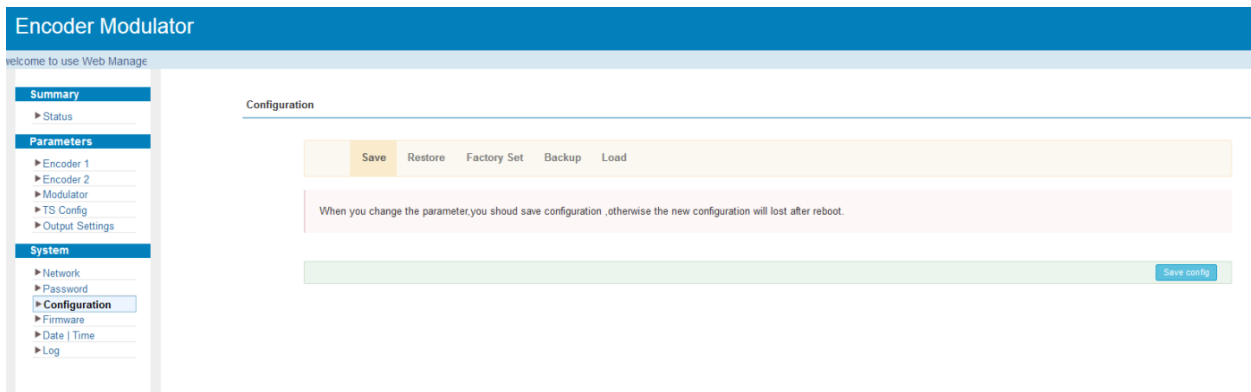 Encoder Modulator
welcome to use Web Manage
Summary
Status
Parameters
Encoder 1
Encoder 2
Modulator
TS Config
Output Settings
System
Network
Password
Configuration
Firmware
Date | Time
Log
Configuration
Save Restore Factory Set Backup Load
When you change the parameter,you shoud save configuration ,otherwise the new configuration will lost after reboot.
Save config